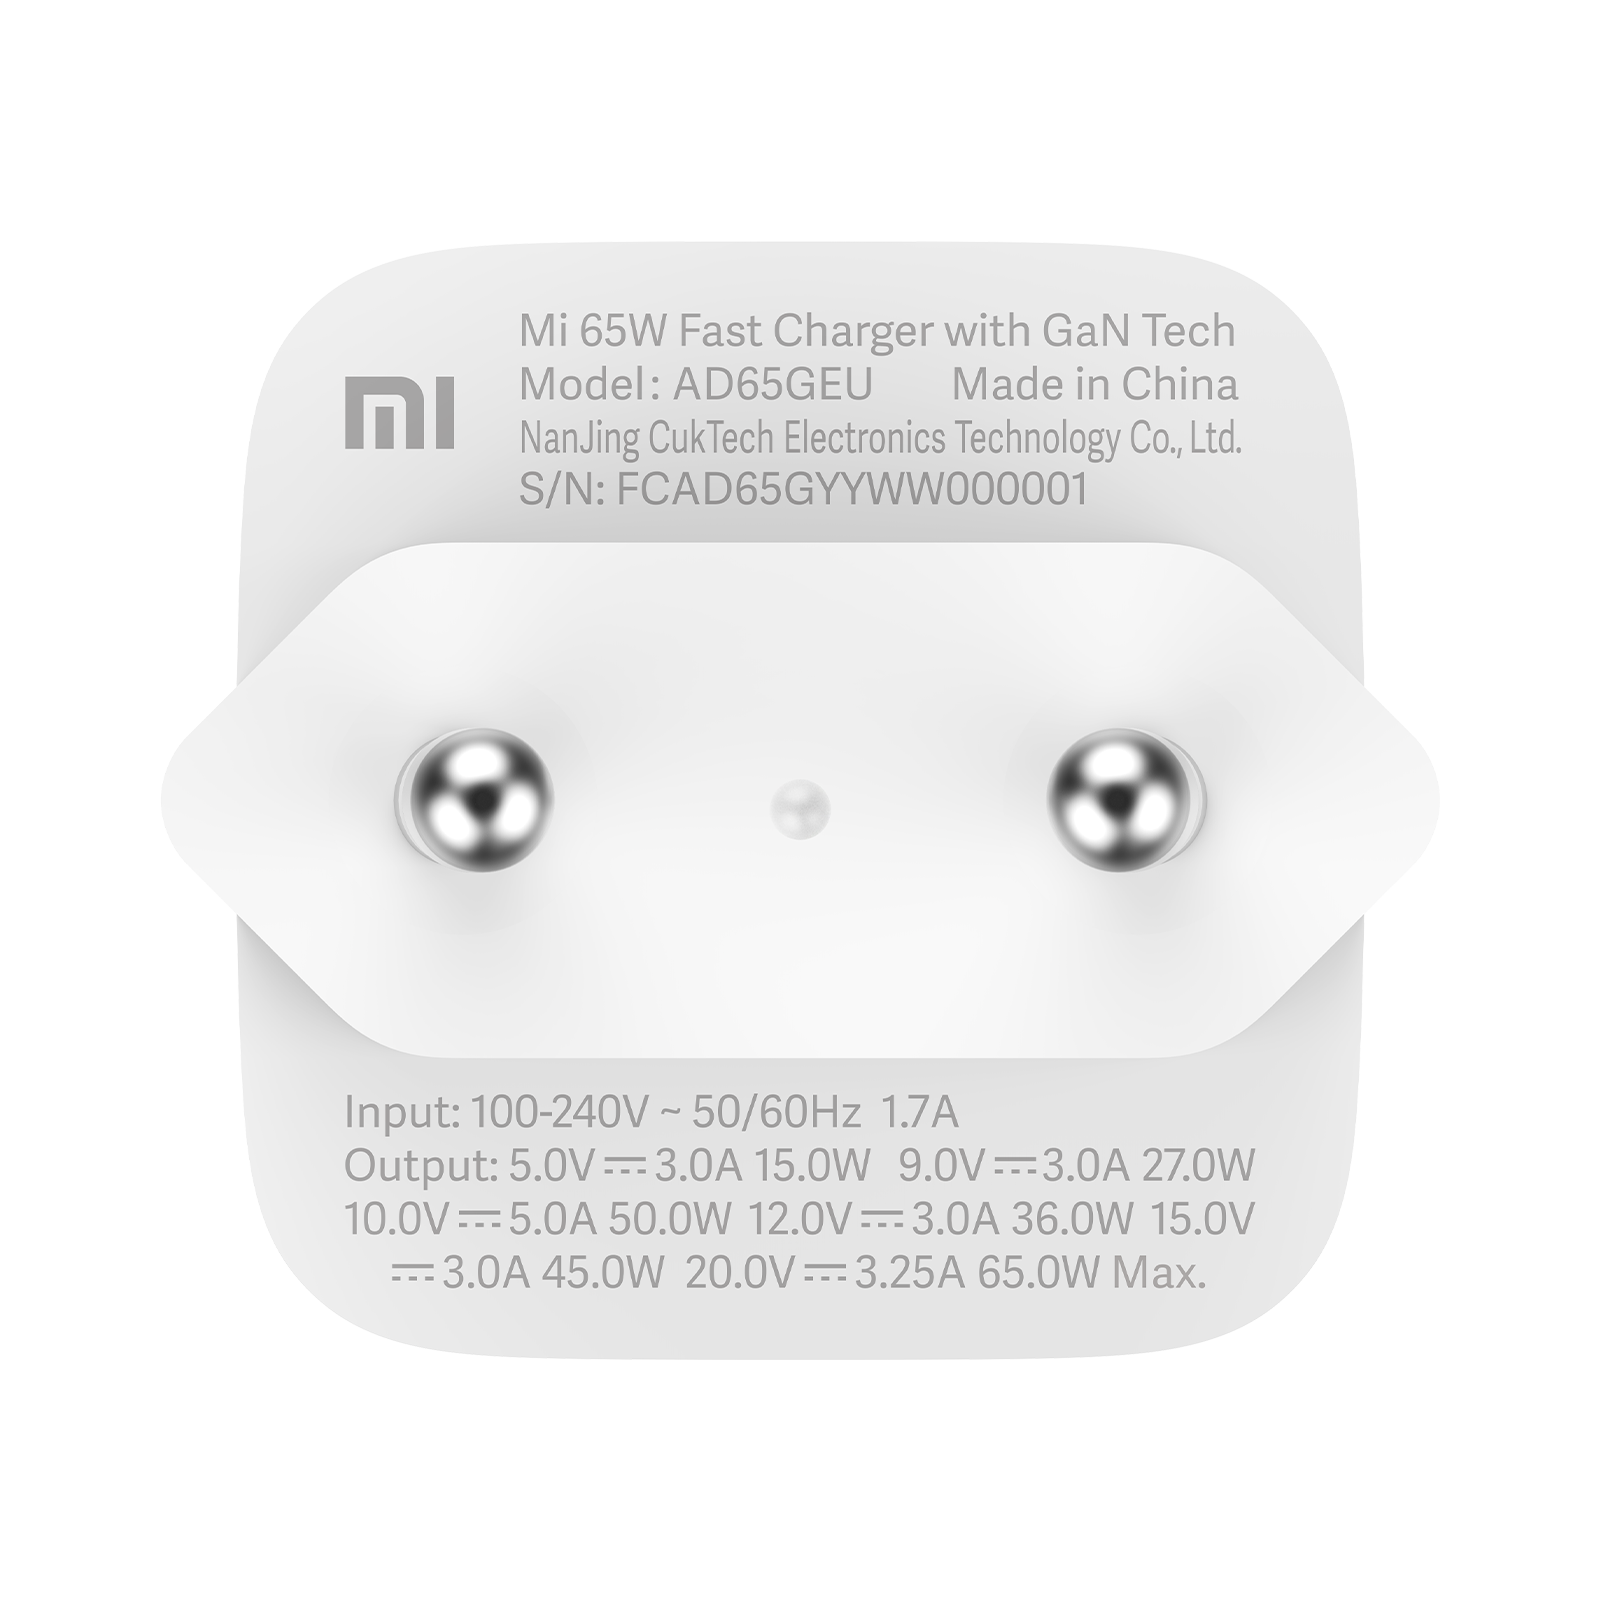 mi
Mi 65W Fast Charger with GaN Tech
Model: AD65GEU Made in China
NanJing CukTech Electronics Technology Co., Ltd.
S/N: FCAD65GYYWW000001
Input: 100-240V ~ 50/60Hz 1.7A
Output: 5.0V⎓3.0A 15.0W 9.0V⎓3.0A 27.0W
10.0V⎓5.0A 50.0W 12.0V⎓3.0A 36.0W 15.0V
⎓3.0A 45.0W 20.0V⎓3.25A 65.0W Max.